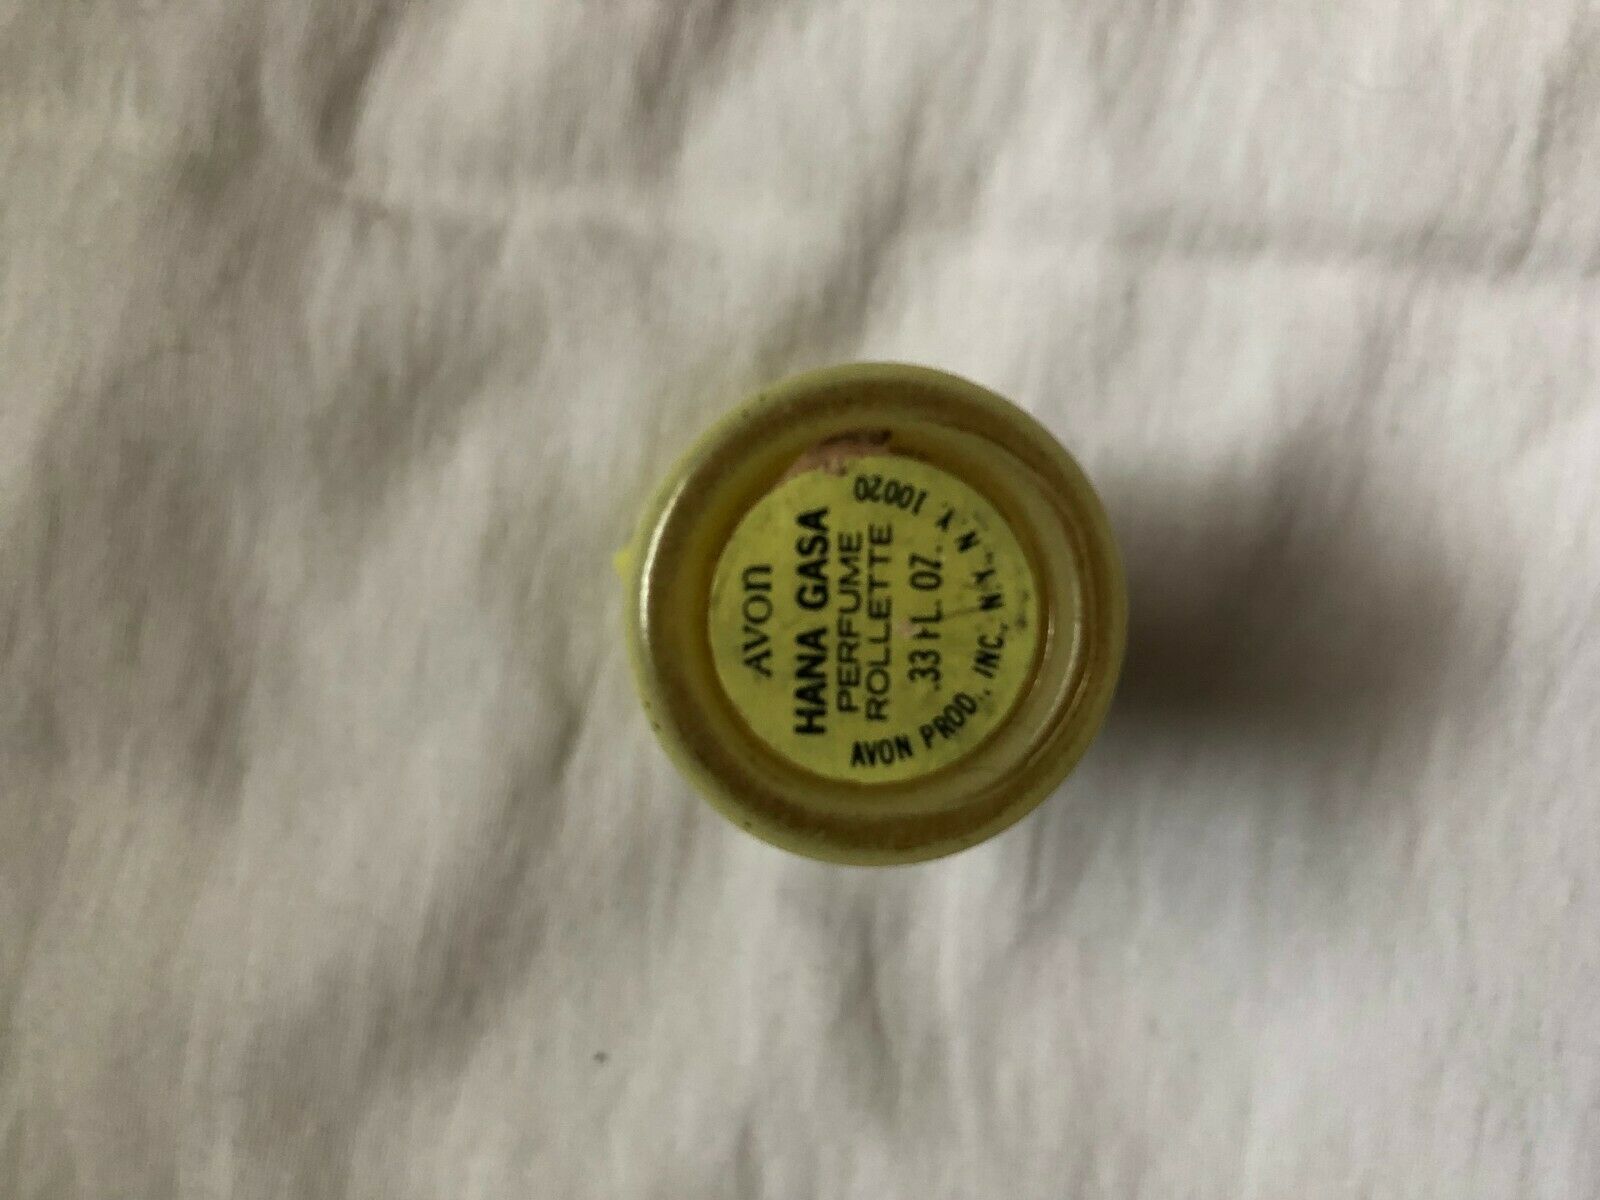 AVON
HANA GASA
PERFUME
ROLLETTE
.33 FL. OZ.
AVON PROD., INC., N.Y., N.Y. 10020